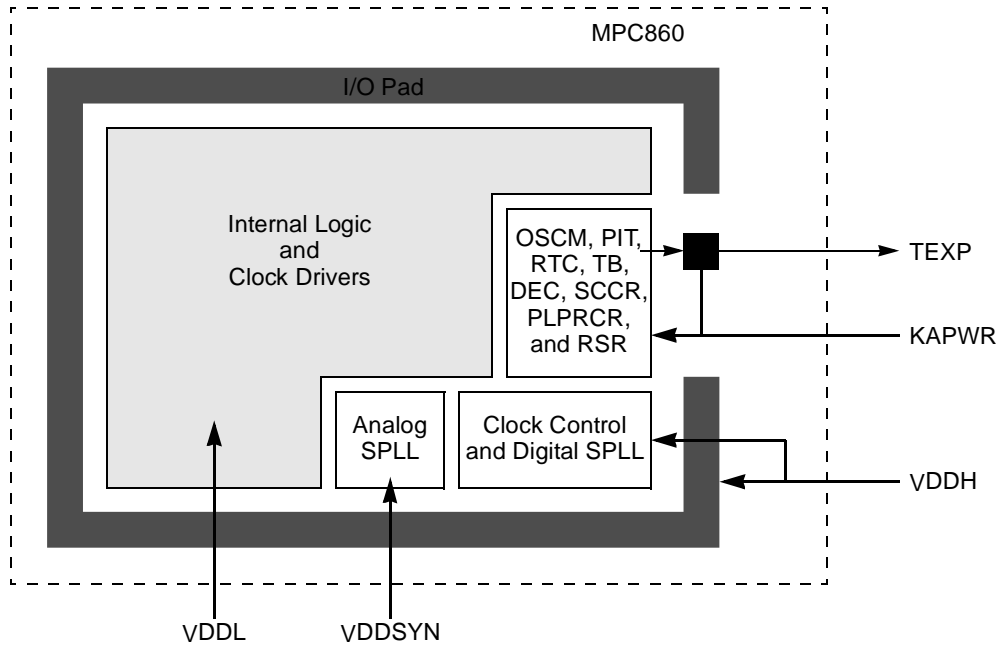 MPC860
I/O Pad
Internal Logic
and
Clock Drivers
OSCM, PIT,
RTC, TB,
DEC, SCCR,
PLPRCR,
and RSR
TEXP
KAPWR
Analog
SPLL
Clock Control
and Digital SPLL
VDDH
VDDL
VDDSYN